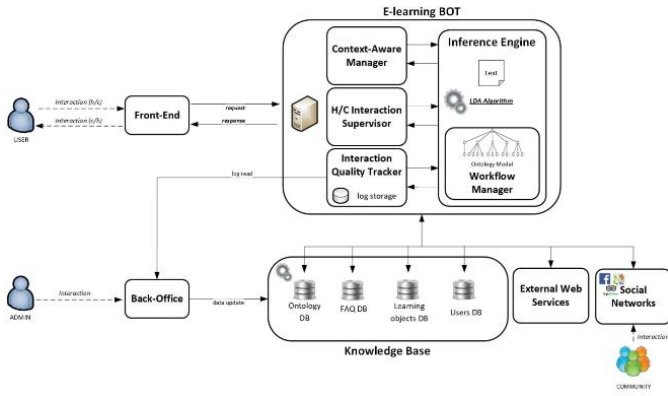 E-learning BOT
Context-Aware
Manager
Inference Engine
Text
LDA Algorithm
Interaction (h/c)
Interaction (c/h)
USER
Front-End
request
response
H/C Interaction
Supervisor
Interaction
Quality Tracker
log storage
Ontology Model
Workflow
Manager
log read
Interaction
ADMIN
Back-Office
data update
Ontology
DB
FAQ DB
Learning
objects DB
Users DB
Knowledge Base
External Web
Services
Social
Networks
Interaction
COMMUNITY